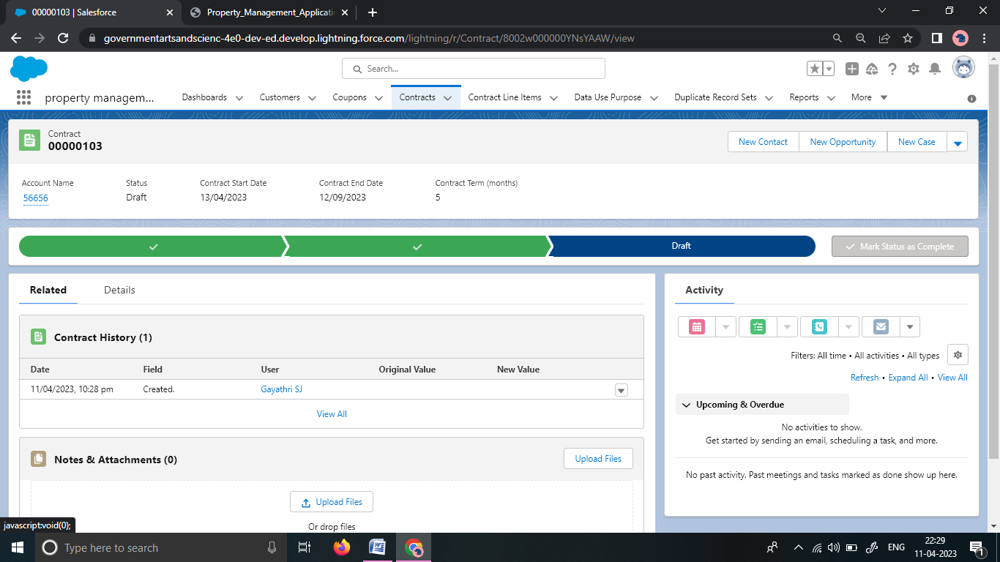 00000103 | Salesforce
Property_Management_Applicati
governmentartsandscienc-4e0-dev-ed.develop.lightning.force.com/lightning/r/Contract/8002w000000YNsYAAW/view
Search...
property managem...
Dashboards
Customers
Coupons
Contracts
Contract Line Items
Data Use Purpose
Duplicate Record Sets
Reports
More
Contract
00000103
New Contact
New Opportunity
New Case
Account Name
Status
Contract Start Date
Contract End Date
Contract Term (months)
56656
Draft
13/04/2023
12/09/2023
5
Draft
Mark Status as Complete
Related
Details
Contract History (1)
Date Field User Original Value New Value
11/04/2023, 10:28 pm Created. Gayathri SJ
View All
Notes & Attachments (0)
Upload Files
Upload Files
Or drop files
Activity
Filters: All time • All activities • All types
Refresh • Expand All • View All
Upcoming & Overdue
No activities to show.
Get started by sending an email, scheduling a task, and more.
No past activity. Past meetings and tasks marked as done show up here.
javascript:void(0);
Type here to search
ENG
22:29
11-04-2023
1